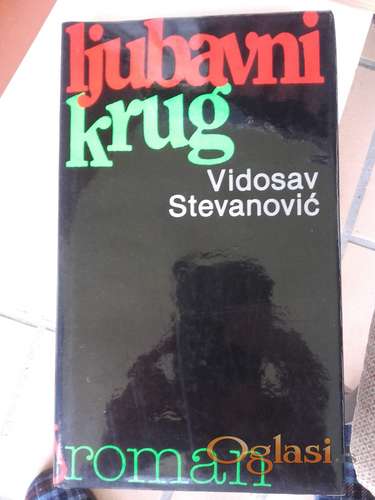 ljubavni
krug
Vidosav
Stevanović
roman
Oglasi